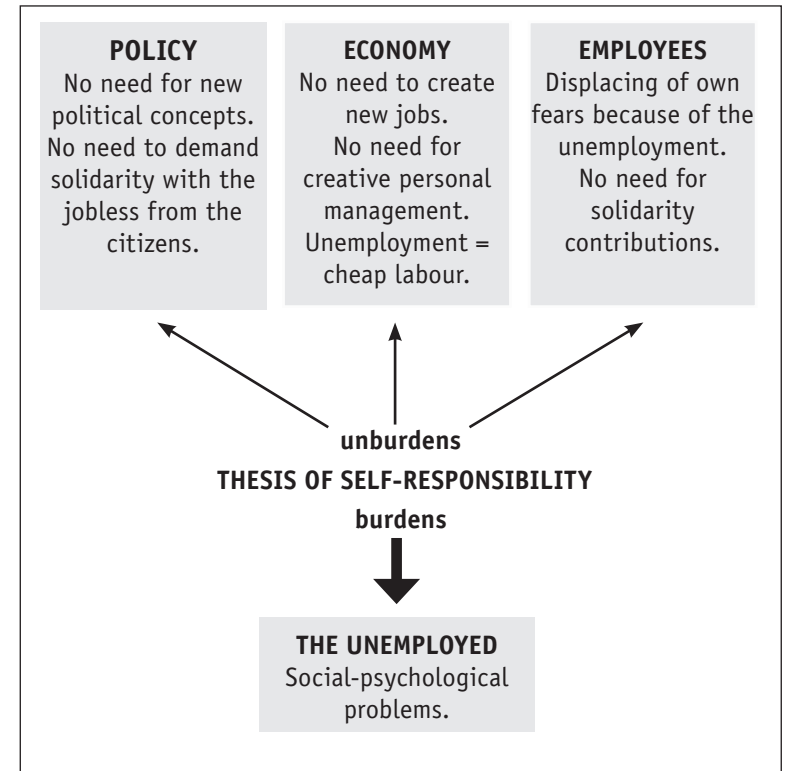 POLICY
No need for new
political concepts.
No need to demand
solidarity with the
jobless from the
citizens.
ECONOMY
No need to create
new jobs.
No need for
creative personal
management.
Unemployment =
cheap labour.
EMPLOYEES
Displacing of own
fears because of the
unemployment.
No need for
solidarity
contributions.
unburdens
THESIS OF SELF-RESPONSIBILITY
burdens
THE UNEMPLOYED
Social-psychological
problems.